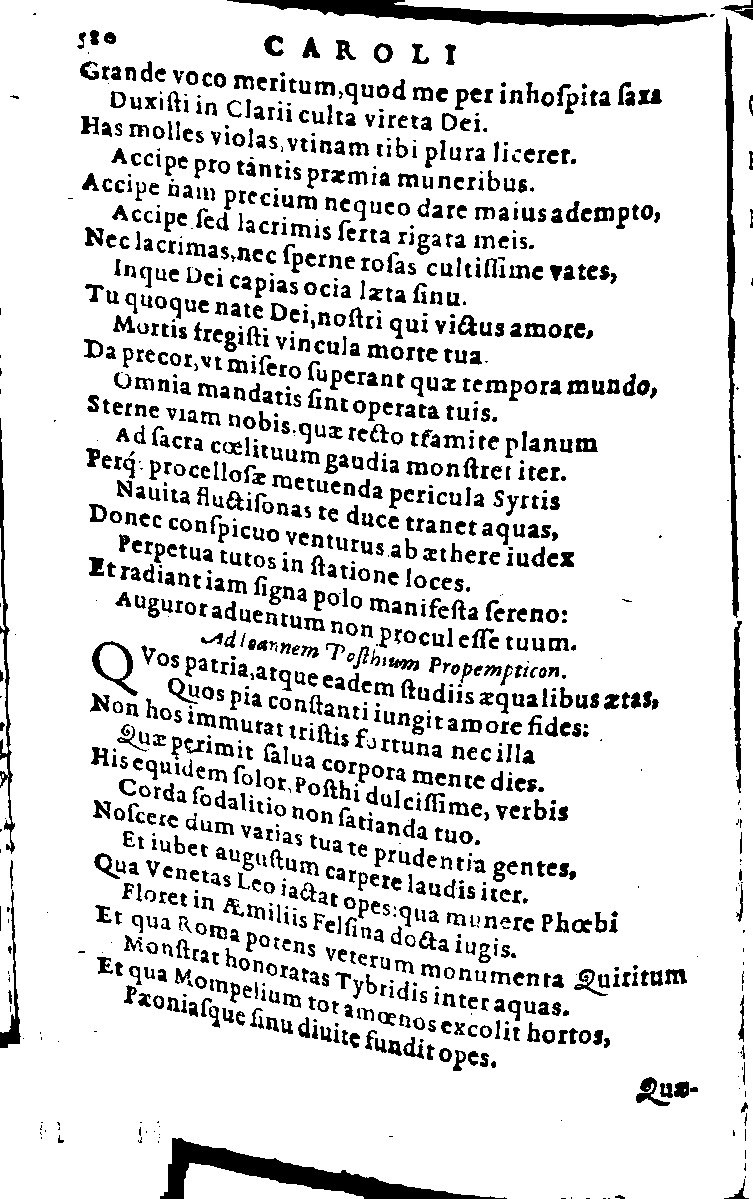 580
CAROLI
Grande voco meritum,quod me per inhoſpita ſaxa
Duxiſti in Clarii culta vireta Dei.
Has molles violas,vtinam tibi plura liceret.
Accipe pro tantis præmia muneribus.
Accipe nam precium nequeo dare maius adempto,
Accipe ſed lacrimis ſerta rigata meis.
Nec lacrimas,nec ſperne roſas cultiſſime vates,
Inque Dei capias ocia læta ſinu.
Tu quoque nate Dei,noſtri qui victus amore,
Mortis fregiſti vincula morte tua.
Da precor,vt miſero ſuperant quæ tempora mundo,
Omnia mandatis ſint operata tuis.
Sterne viam nobis,quæ recto tramite planum
Ad ſacra cœlituum gaudia monſtret iter.
Perq́; procelloſæ metuenda pericula Syrtis
Nauita fluctiſonas te duce tranet aquas,
Donec conſpicuo venturus ab æthere iudex
Perpetua tutos in ſtatione loces.
Et radiant iam ſigna polo manifeſta ſereno:
Auguror aduentum non procul eſſe tuum.
Ad Ioannem Poſthium Propempticon.
QVos patria,atque eadem ſtudiis æqualibus ætas,
Quos pia conſtanti iungit amore fides:
Non hos immutat triſtis fortuna nec illa
Quæ perimit ſalua corpora mente dies.
His equidem ſolor,Poſthi dulciſſime, verbis
Corda ſodalitio non ſatianda tuo.
Noſcere dum varias tua te prudentia gentes,
Et iubet auguſtum carpere laudis iter.
Qua Venetas Leo iactat opes:qua munere Phœbi
Floret in Æmiliis Felſina docta iugis.
Et qua Roma potens veterum monumenta Quiritum
Monſtrat honoratas Tybridis inter aquas.
Et qua Mompelium tot amœnos excolit hortos,
Pæoniaſque ſinu diuite fundit opes.
Quæ-